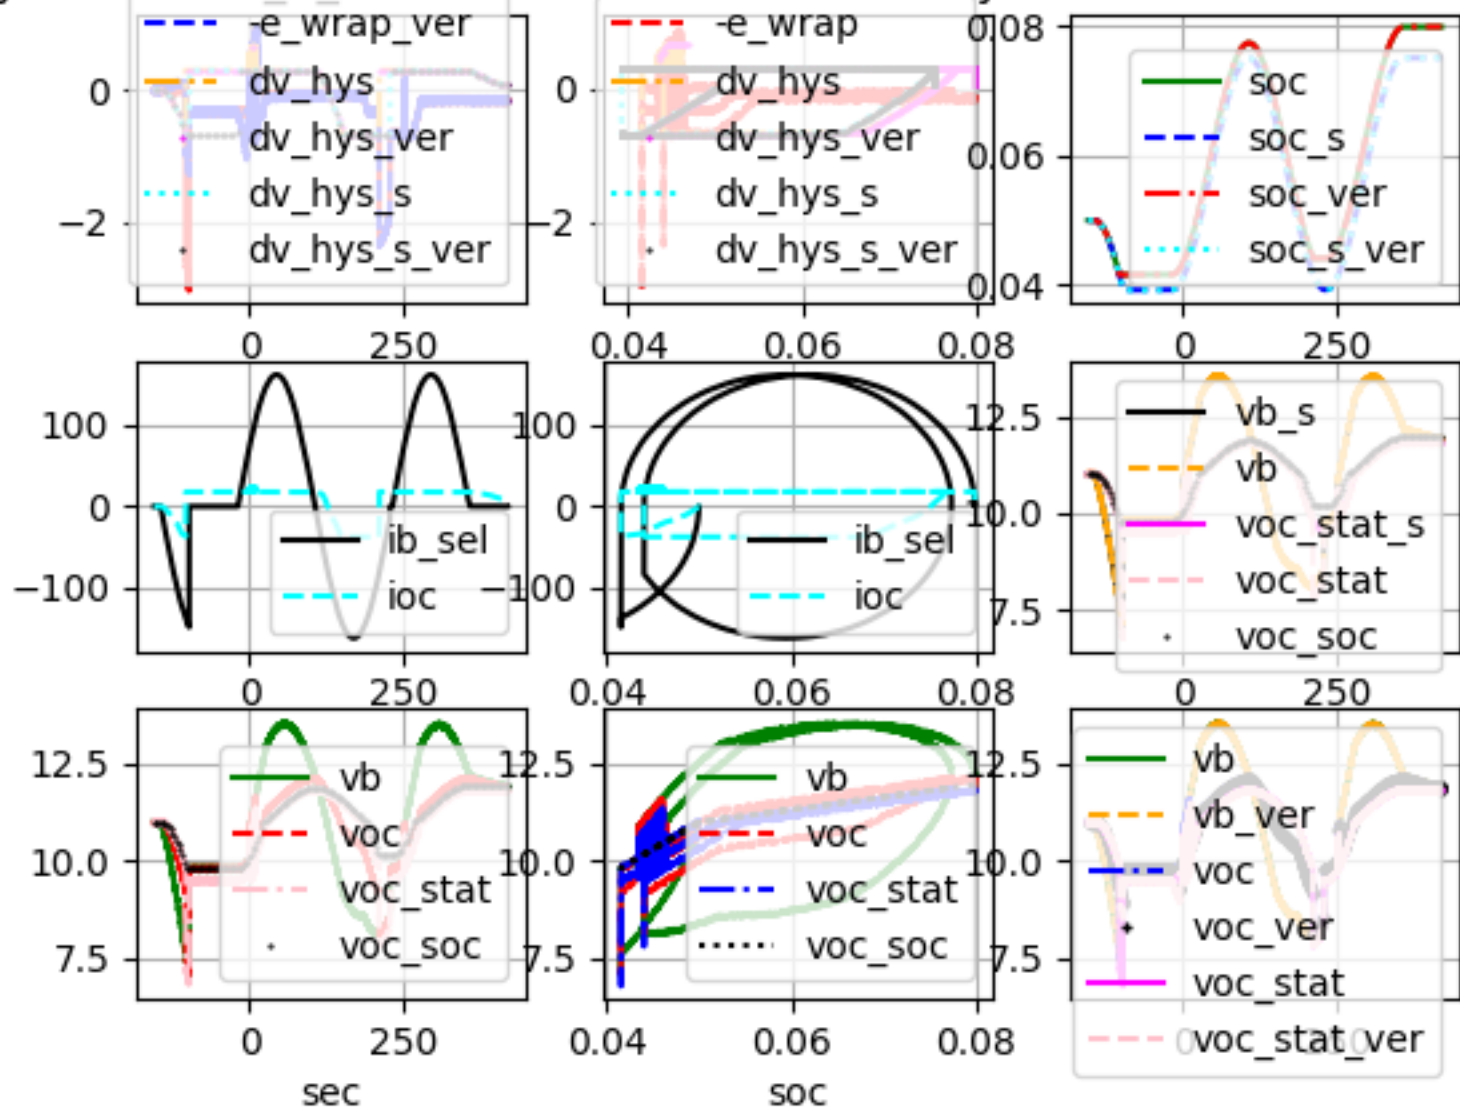 -e_wrap_ver
dv_hys
dv_hys_ver
dv_hys_s
dv_hys_s_ver
0
−2
0
250
-e_wrap
dv_hys
dv_hys_ver
dv_hys_s
dv_hys_s_ver
0
−2
0.04
0.06
0.08
soc
soc_s
soc_ver
soc_s_ver
0.08
0.06
0.04
0
250
ib_sel
ioc
100
0
−100
0
250
ib_sel
ioc
100
0
−100
0.04
0.06
0.08
vb_s
vb
voc_stat_s
voc_stat
voc_soc
12.5
10.0
7.5
0
250
vb
voc
voc_stat
voc_soc
12.5
10.0
7.5
0
250
sec
vb
voc
voc_stat
voc_soc
12.5
10.0
7.5
0.04
0.06
0.08
soc
vb
vb_ver
voc
voc_ver
voc_stat
voc_stat_ver
12.5
10.0
7.5
0
250